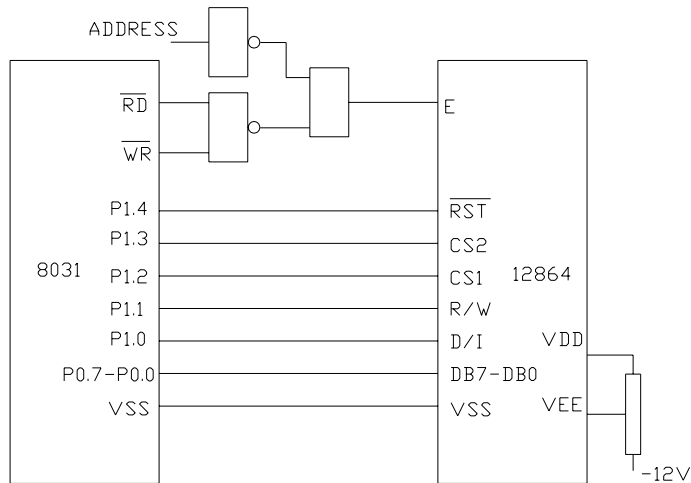 ADDRESS
RD
E
WR
P1.4
RST
P1.3
CS2
8031
P1.2
CS1
12864
P1.1
R/W
P1.0
D/I
VDD
P0.7-P0.0
DB7-DB0
VSS
VSS
VEE
-12V